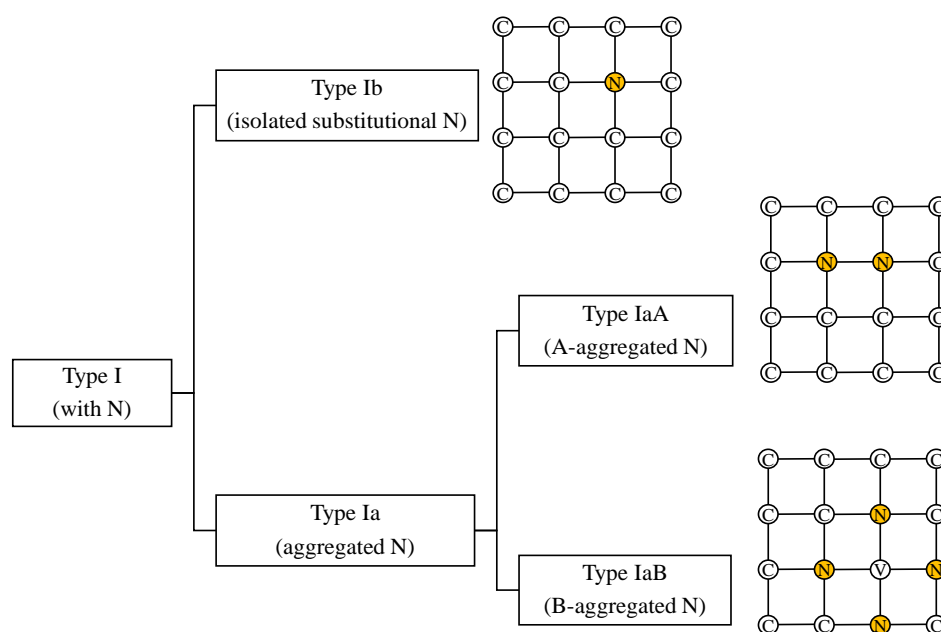 C C C C
Type Ib
(isolated substitutional N)
C C N C
C C C C
C C C C
C C C C
C N N C
Type IaA
(A-aggregated N)
C C C C
C C C C
Type I
(with N)
C C C C
Type Ia
(aggregated N)
C C N C
Type IaB
(B-aggregated N)
C N V N
C C N C